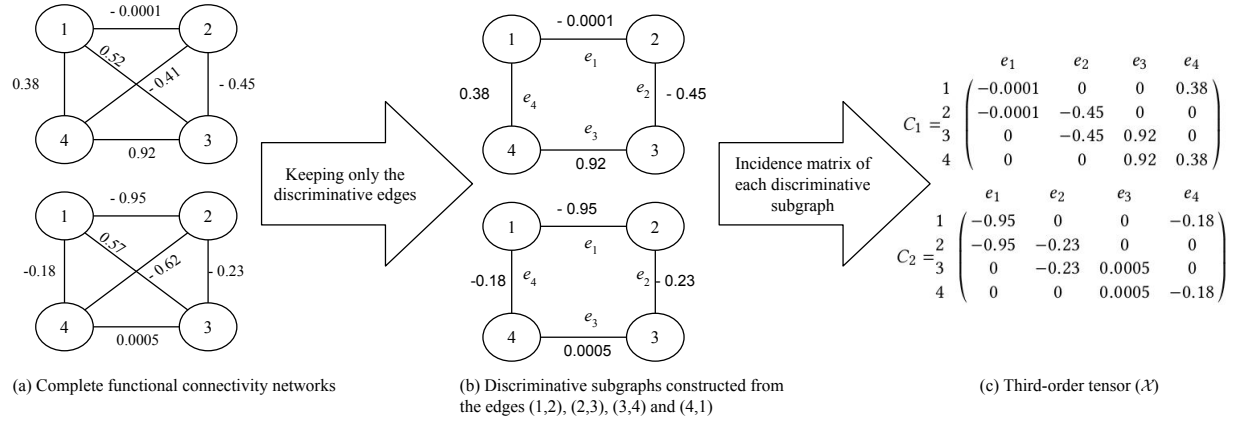 - 0.0001
1 2
0.52
- 0.41
0.38 - 0.45
4 3
0.92
- 0.95
1 2
0.57
- 0.62
-0.18 - 0.23
4 3
0.0005
(a) Complete functional connectivity networks
Keeping only the
discriminative edges
- 0.0001
1 2
e₁
0.38 e₄ e₂ - 0.45
e₃
4 3
0.92
- 0.95
1 2
e₁
-0.18 e₄ e₂ - 0.23
e₃
4 3
0.0005
(b) Discriminative subgraphs constructed from
the edges (1,2), (2,3), (3,4) and (4,1)
Incidence matrix of
each discriminative
subgraph
e₁ e₂ e₃ e₄
1 −0.0001 0 0 0.38
2 −0.0001 −0.45 0 0
C₁ =
3 0 −0.45 0.92 0
4 0 0 0.92 0.38
e₁ e₂ e₃ e₄
1 −0.95 0 0 −0.18
2 −0.95 −0.23 0 0
C₂ =
3 0 −0.23 0.0005 0
4 0 0 0.0005 −0.18
(c) Third-order tensor (𝒳)